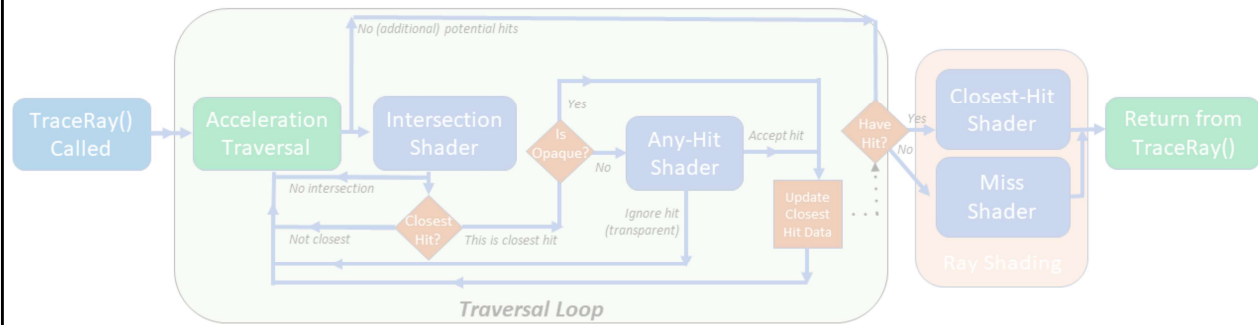 No (additional) potential hits
TraceRay()
Called
Acceleration
Traversal
Intersection
Shader
No intersection
Closest
Hit?
Not closest
This is closest hit
Is
Opaque?
Yes
No
Any-Hit
Shader
Accept hit
Ignore hit
(transparent)
Update
Closest
Hit Data
Traversal Loop
Have
Hit?
Yes
No
Closest-Hit
Shader
Miss
Shader
Ray Shading
Return from
TraceRay()